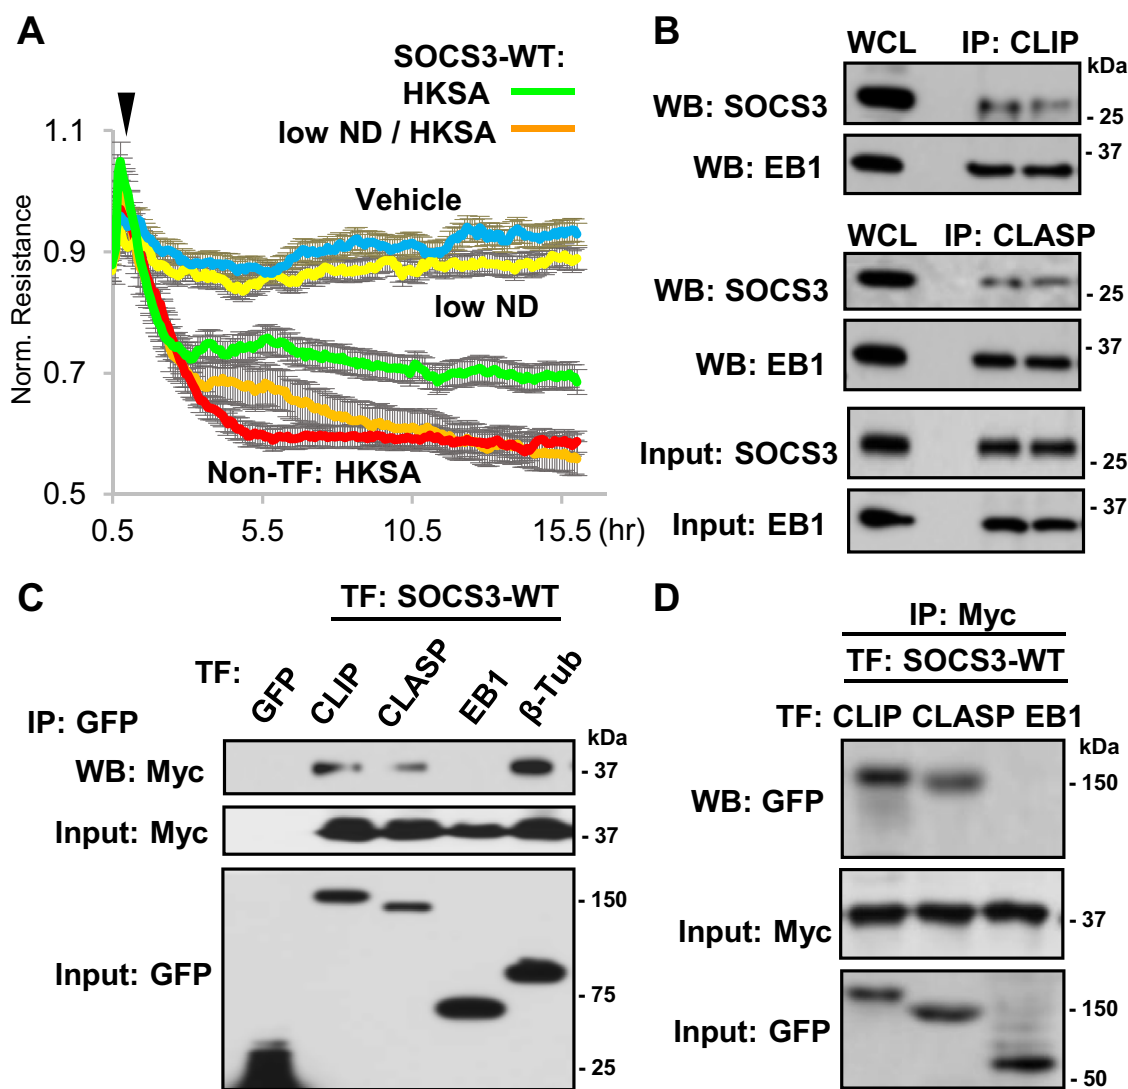 A
SOCS3-WT:
HKSA
low ND / HKSA
1.1
0.9
0.7
0.5
Norm. Resistance
Vehicle
low ND
Non-TF: HKSA
0.5 5.5 10.5 15.5 (hr)
B
WCL IP: CLIP
kDa
WB: SOCS3
- 25
WB: EB1
- 37
WCL IP: CLASP
WB: SOCS3
- 25
WB: EB1
- 37
Input: SOCS3
- 25
Input: EB1
- 37
C
TF: SOCS3-WT
TF: GFP CLIP CLASP EB1 β-Tub
IP: GFP
kDa
WB: Myc
- 37
Input: Myc
- 37
Input: GFP
- 150
- 75
- 25
D
IP: Myc
TF: SOCS3-WT
TF: CLIP CLASP EB1
kDa
WB: GFP
- 150
Input: Myc
- 37
Input: GFP
- 150
- 50